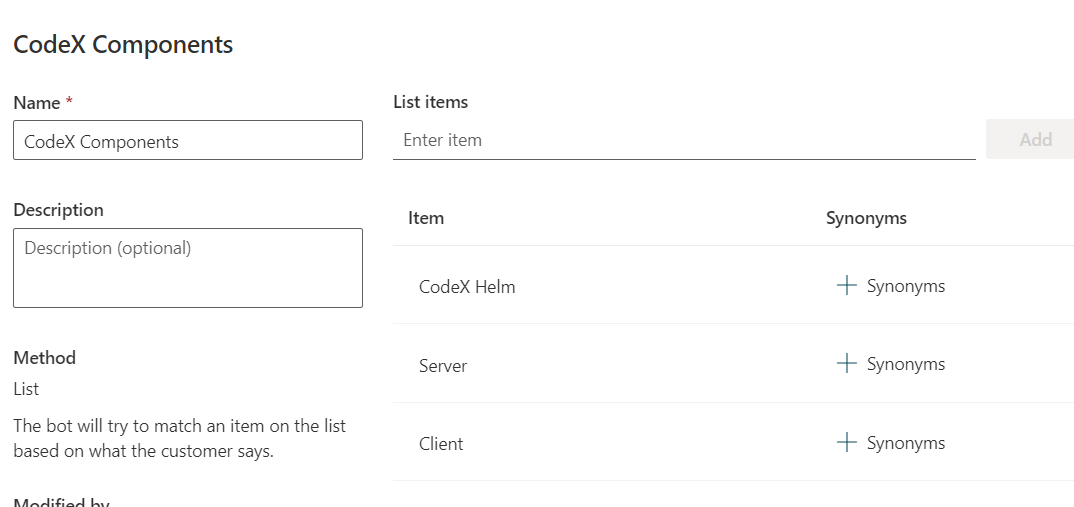 CodeX Components
Name *
CodeX Components
Description
Description (optional)
Method
List
The bot will try to match an item on the list
based on what the customer says.
Modified by
List items
Enter item
Add
Item
Synonyms
CodeX Helm
Synonyms
Server
Synonyms
Client
Synonyms